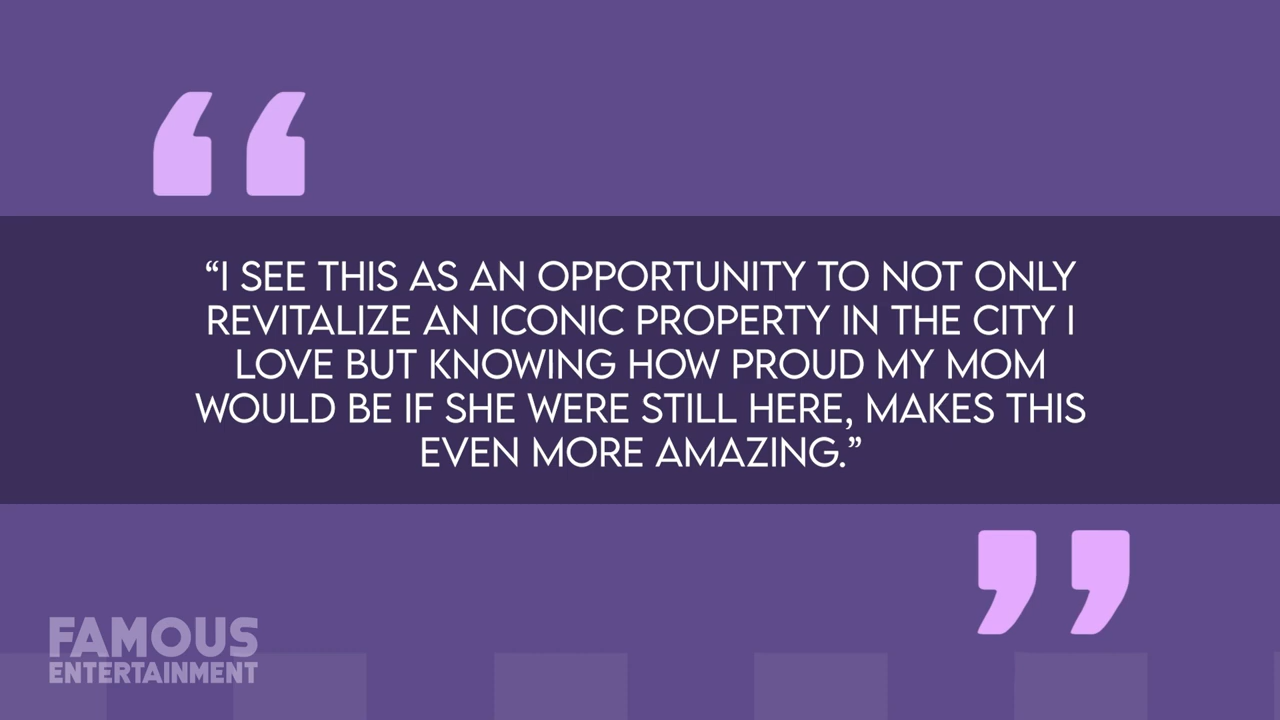 “I SEE THIS AS AN OPPORTUNITY TO NOT ONLY
REVITALIZE AN ICONIC PROPERTY IN THE CITY I
LOVE BUT KNOWING HOW PROUD MY MOM
WOULD BE IF SHE WERE STILL HERE, MAKES THIS
EVEN MORE AMAZING.”
FAMOUS
ENTERTAINMENT